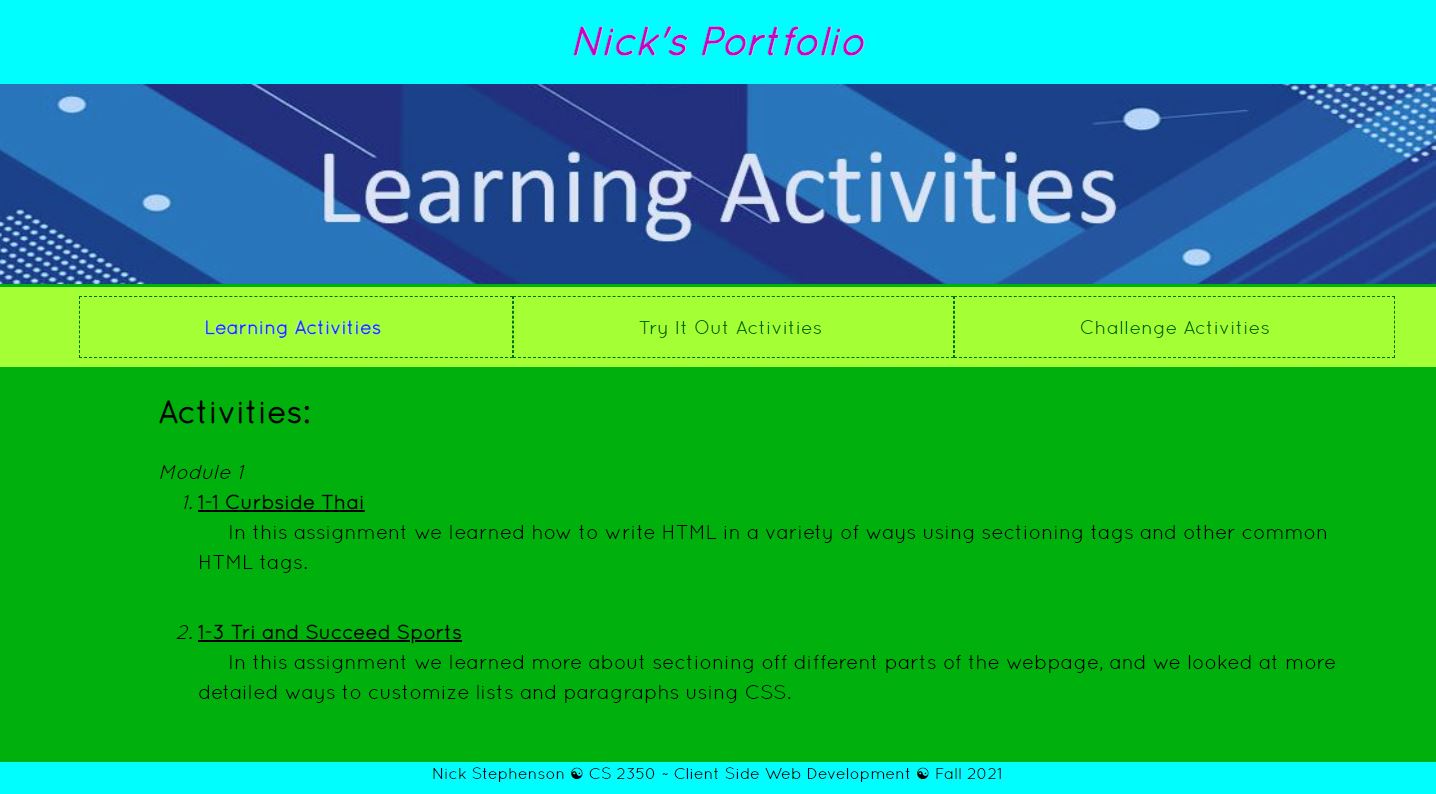 Nick's Portfolio
Learning Activities
Learning Activities
Try It Out Activities
Challenge Activities
Activities:
Module 1
1. 1-1 Curbside Thai
In this assignment we learned how to write HTML in a variety of ways using sectioning tags and other common
HTML tags.
2. 1-3 Tri and Succeed Sports
In this assignment we learned more about sectioning off different parts of the webpage, and we looked at more
detailed ways to customize lists and paragraphs using CSS.
Nick Stephenson ☯ CS 2350 ~ Client Side Web Development ☯ Fall 2021